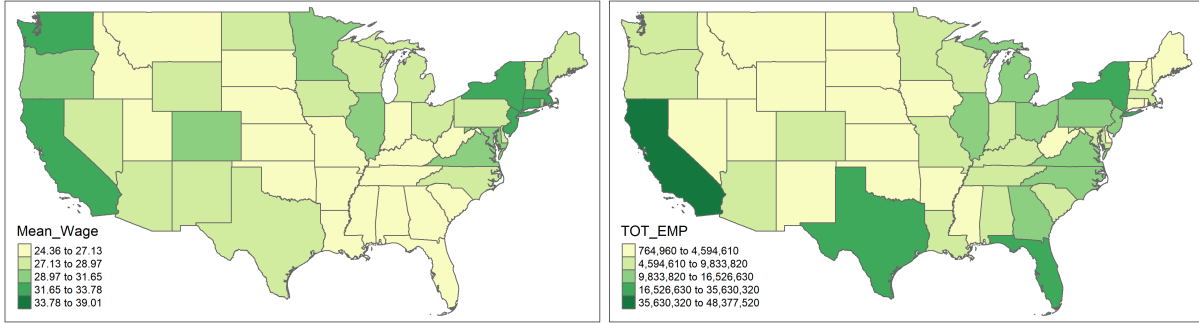 Mean_Wage
24.36 to 27.13
27.13 to 28.97
28.97 to 31.65
31.65 to 33.78
33.78 to 39.01
TOT_EMP
764,960 to 4,594,610
4,594,610 to 9,833,820
9,833,820 to 16,526,630
16,526,630 to 35,630,320
35,630,320 to 48,377,520